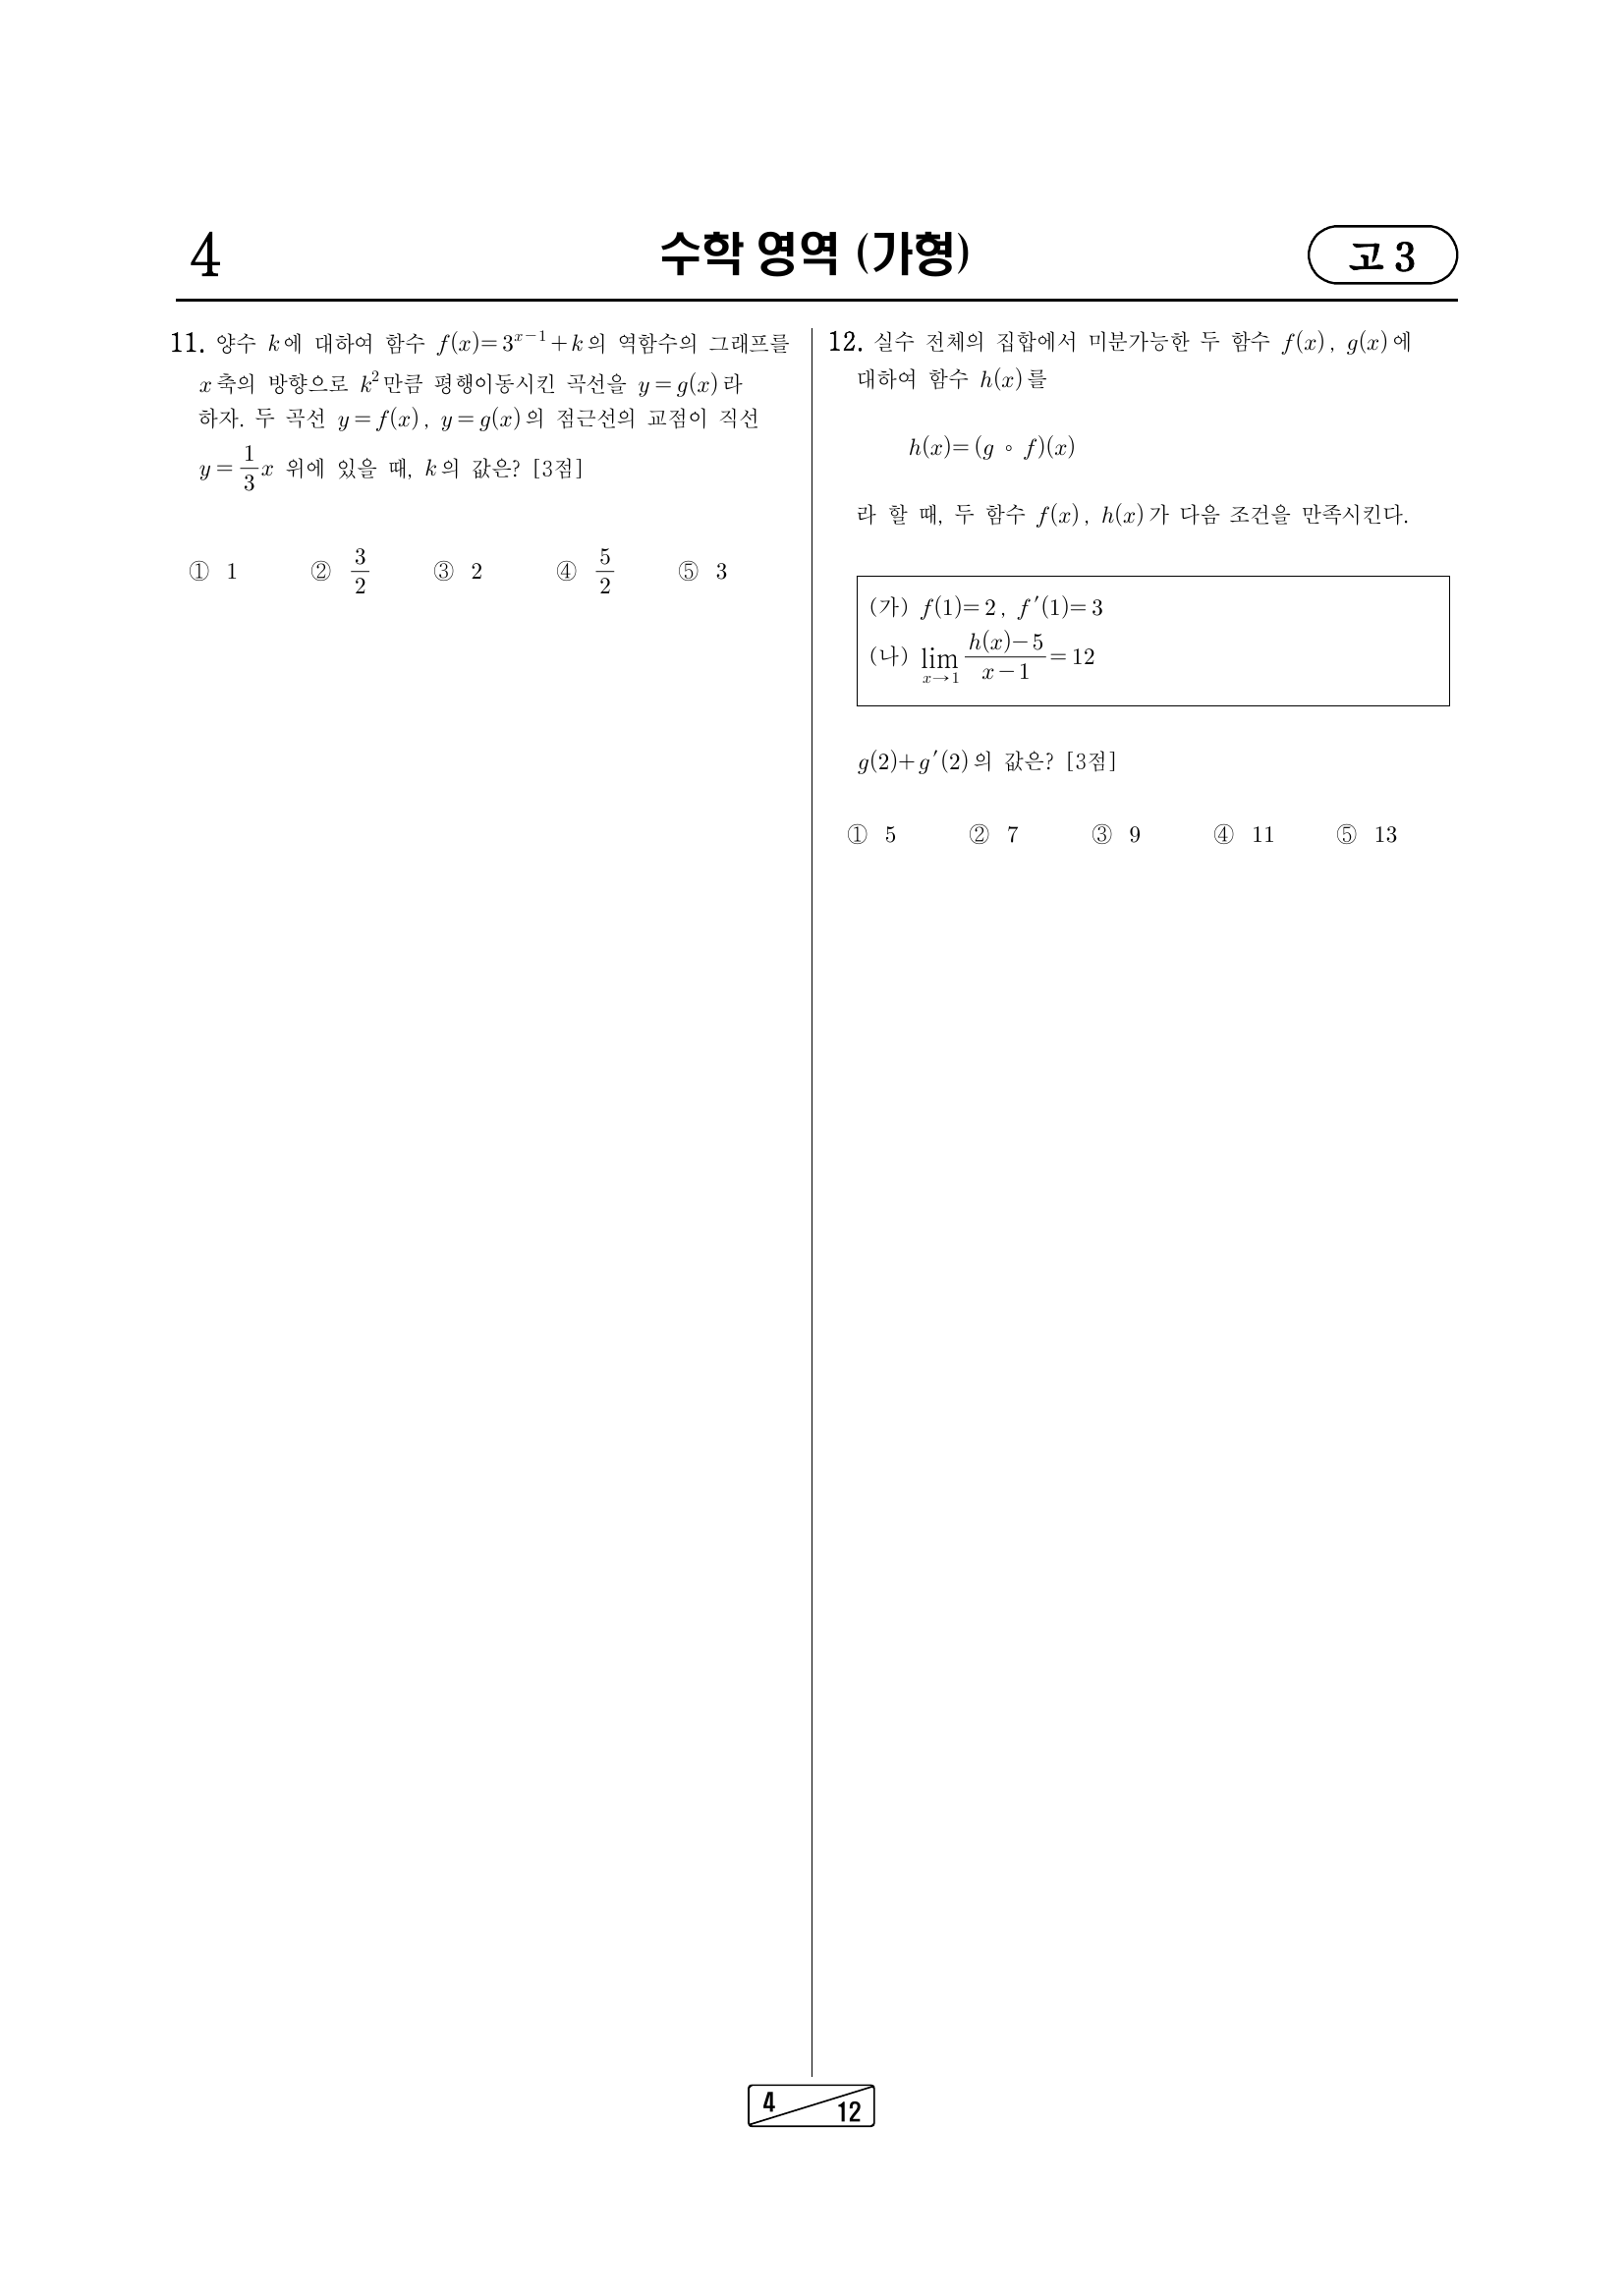 4
수학 영역 (가형)
고 3
11. 양수 k에 대하여 함수 f(x)=3^{x-1}+k의 역함수의 그래프를
x축의 방향으로 k^2만큼 평행이동시킨 곡선을 y=g(x)라
하자. 두 곡선 y=f(x), y=g(x)의 점근선의 교점이 직선
y=\frac{1}{3}x 위에 있을 때, k의 값은? [3점]
① 1 ② \frac{3}{2} ③ 2 ④ \frac{5}{2} ⑤ 3
12. 실수 전체의 집합에서 미분가능한 두 함수 f(x), g(x)에
대하여 함수 h(x)를
h(x)=(g∘f)(x)
라 할 때, 두 함수 f(x), h(x)가 다음 조건을 만족시킨다.
(가) f(1)=2, f′(1)=3
(나) \lim_{x→1}\frac{h(x)-5}{x-1}=12
g(2)+g′(2)의 값은? [3점]
① 5 ② 7 ③ 9 ④ 11 ⑤ 13
4
12